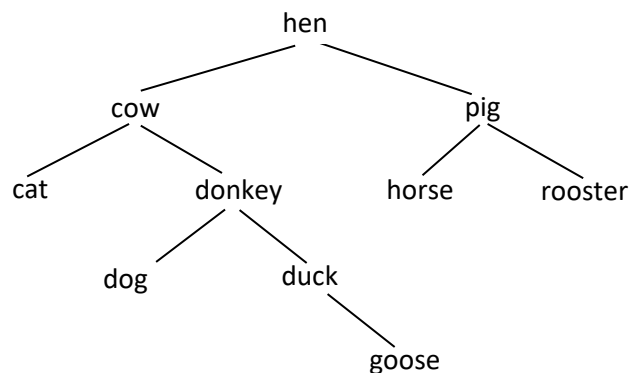 hen
cow pig
cat donkey horse rooster
dog duck
goose